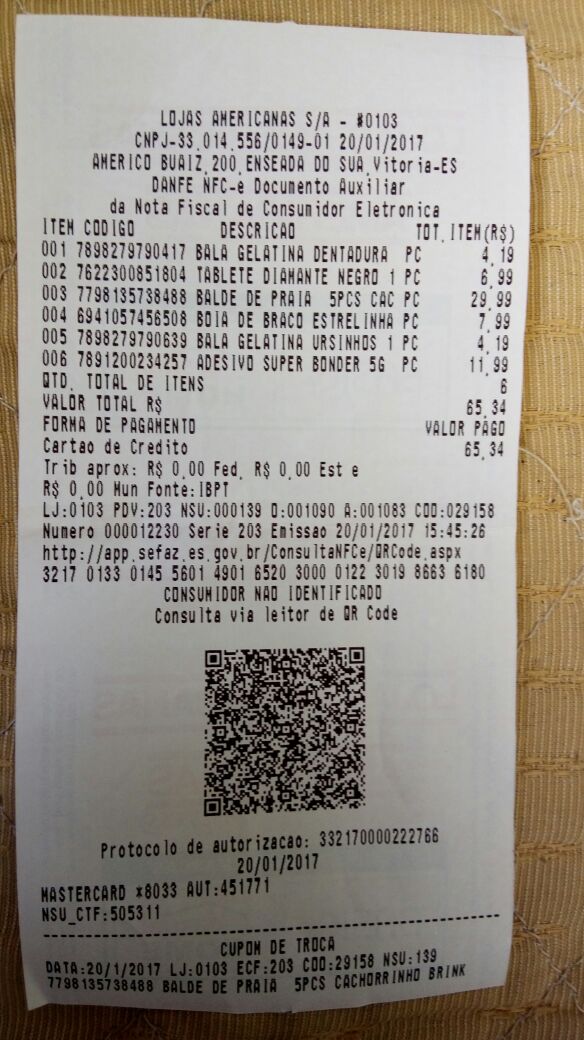 LOJAS AMERICANAS S/A - #0103
CNPJ-33.014.556/0149-01 20/01/2017
AMERICO BUAIZ,200,ENSEADA DO SUA,Vitoria-ES
DANFE NFC-e Documento Auxiliar
da Nota Fiscal de Consumidor Eletronica
ITEM CODIGO DESCRICAO TOT.ITEM(R$)
001 7898279790417 BALA GELATINA DENTADURA PC 4,19
002 7622300851804 TABLETE DIAMANTE NEGRO 1 PC 6,99
003 7798135738488 BALDE DE PRAIA 5PCS CAC PC 29,99
004 6941057456508 BOIA DE BRACO ESTRELINHA PC 7,99
005 7898279790639 BALA GELATINA URSINHOS 1 PC 4,19
006 7891200234257 ADESIVO SUPER BONDER 5G PC 11,99
QTD. TOTAL DE ITENS 6
VALOR TOTAL R$ 65,34
FORMA DE PAGAMENTO VALOR PAGO
Cartao de Credito 65,34
Trib aprox: R$ 0,00 Fed, R$ 0,00 Est e
R$ 0,00 Mun Fonte:IBPT
LJ:0103 PDV:203 NSU:000139 O:001090 A:001083 COO:029158
Numero 000012230 Serie 203 Emissao 20/01/2017 15:45:26
http://app.sefaz.es.gov.br/ConsultaNFCe/QRCode.aspx
3217 0133 0145 5601 4901 6520 3000 0122 3019 8663 6180
CONSUMIDOR NAO IDENTIFICADO
Consulta via leitor de QR Code
Protocolo de autorizacao: 332170000222766
20/01/2017
MASTERCARD *8033 AUT:451771
NSU_CTF:505311
CUPOM DE TROCA
DATA:20/1/2017 LJ:0103 ECF:203 COO:29158 NSU:139
7798135738488 BALDE DE PRAIA 5PCS CACHORRINHO BRINK